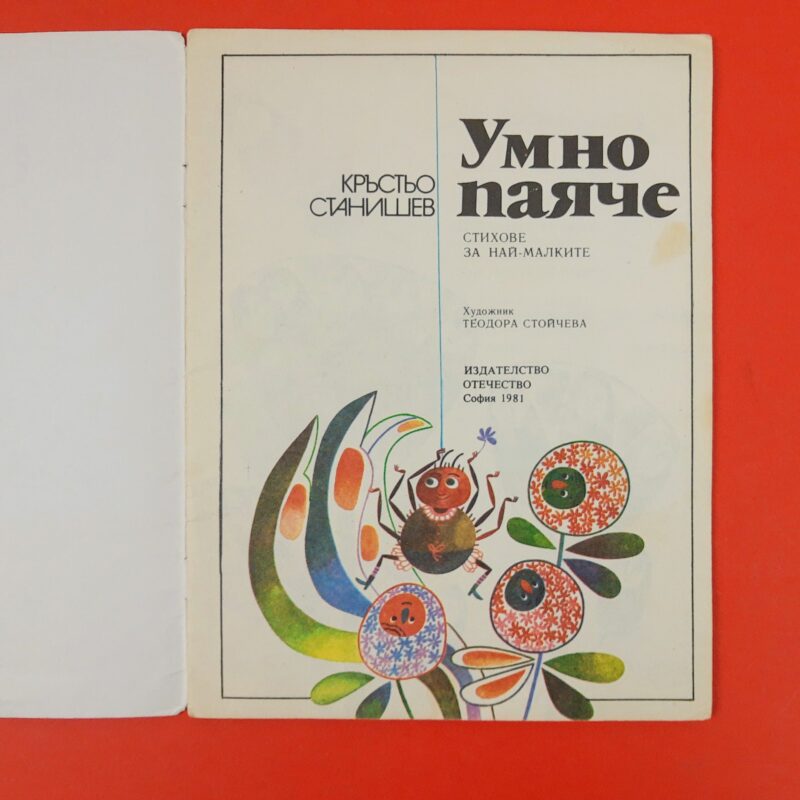 КРЪСТЬО
СТАНИШЕВ
Умно
паяче
СТИХОВЕ
ЗА НАЙ-МАЛКИТЕ
Художник
ТЕОДОРА СТОЙЧЕВА
ИЗДАТЕЛСТВО
ОТЕЧЕСТВО
София 1981